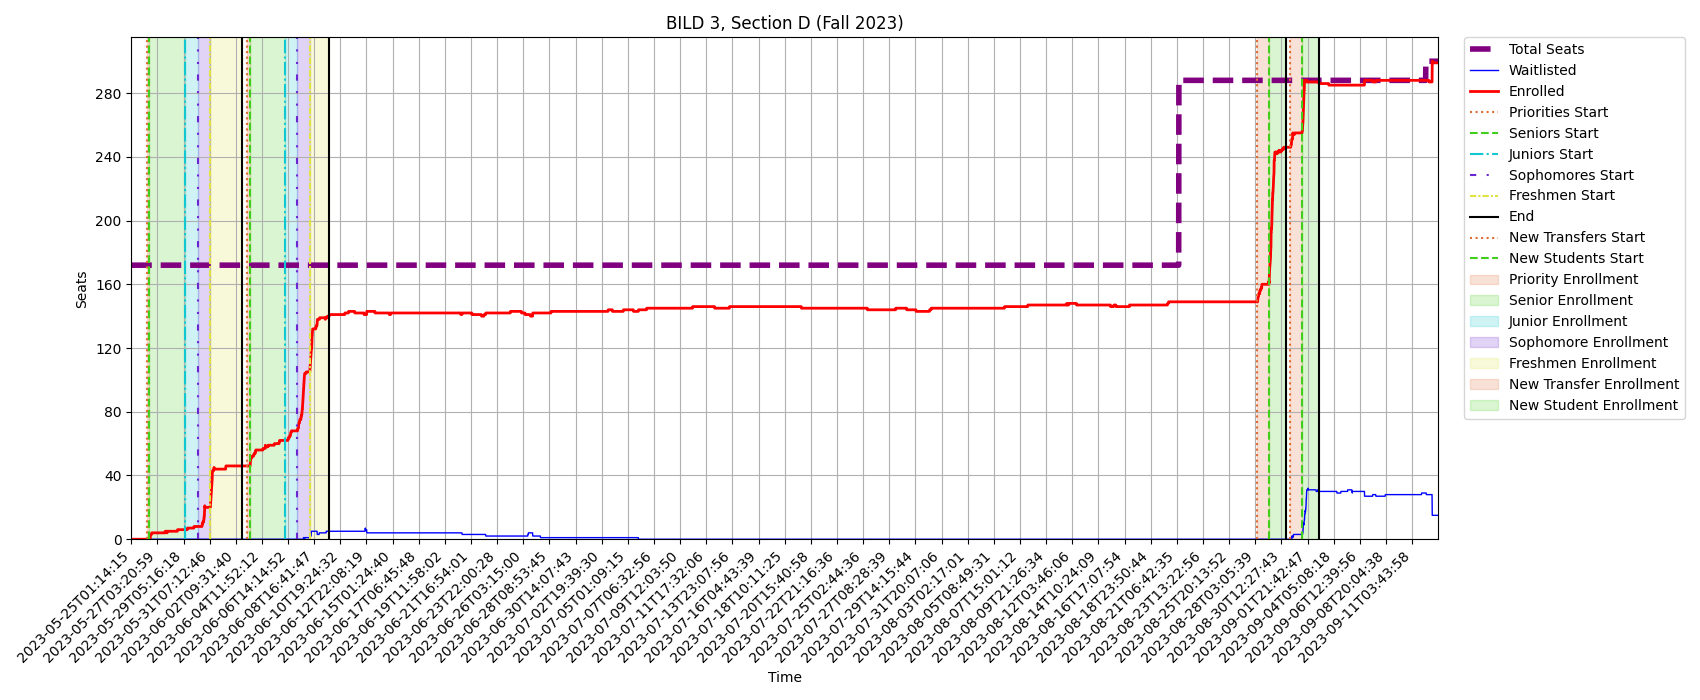 BILD 3, Section D (Fall 2023)
Seats
280
240
200
160
120
80
40
0
2023-05-25T01:14:15
2023-05-27T03:20:59
2023-05-29T05:16:18
2023-05-31T07:12:46
2023-06-02T09:31:40
2023-06-04T11:52:12
2023-06-06T14:14:52
2023-06-08T16:41:47
2023-06-10T19:24:32
2023-06-12T22:08:19
2023-06-15T01:24:40
2023-06-17T06:45:48
2023-06-19T11:58:02
2023-06-21T16:54:01
2023-06-23T22:00:28
2023-06-26T03:15:00
2023-06-28T08:53:45
2023-06-30T14:07:43
2023-07-02T19:39:30
2023-07-05T01:09:15
2023-07-07T06:32:56
2023-07-09T12:03:50
2023-07-11T17:32:06
2023-07-13T23:07:56
2023-07-16T04:43:39
2023-07-18T10:11:25
2023-07-20T15:40:58
2023-07-22T21:16:36
2023-07-25T02:44:36
2023-07-27T08:28:39
2023-07-29T14:15:44
2023-07-31T20:07:06
2023-08-03T02:17:01
2023-08-05T08:49:31
2023-08-07T15:01:12
2023-08-09T21:26:34
2023-08-12T03:46:06
2023-08-14T10:24:09
2023-08-16T17:07:54
2023-08-18T23:50:44
2023-08-21T06:42:35
2023-08-23T13:22:56
2023-08-25T20:13:52
2023-08-28T03:05:39
2023-08-30T12:27:43
2023-09-01T21:42:47
2023-09-04T05:08:18
2023-09-06T12:39:56
2023-09-08T20:04:38
2023-09-11T03:43:58
Time
Total Seats
Waitlisted
Enrolled
Priorities Start
Seniors Start
Juniors Start
Sophomores Start
Freshmen Start
End
New Transfers Start
New Students Start
Priority Enrollment
Senior Enrollment
Junior Enrollment
Sophomore Enrollment
Freshmen Enrollment
New Transfer Enrollment
New Student Enrollment